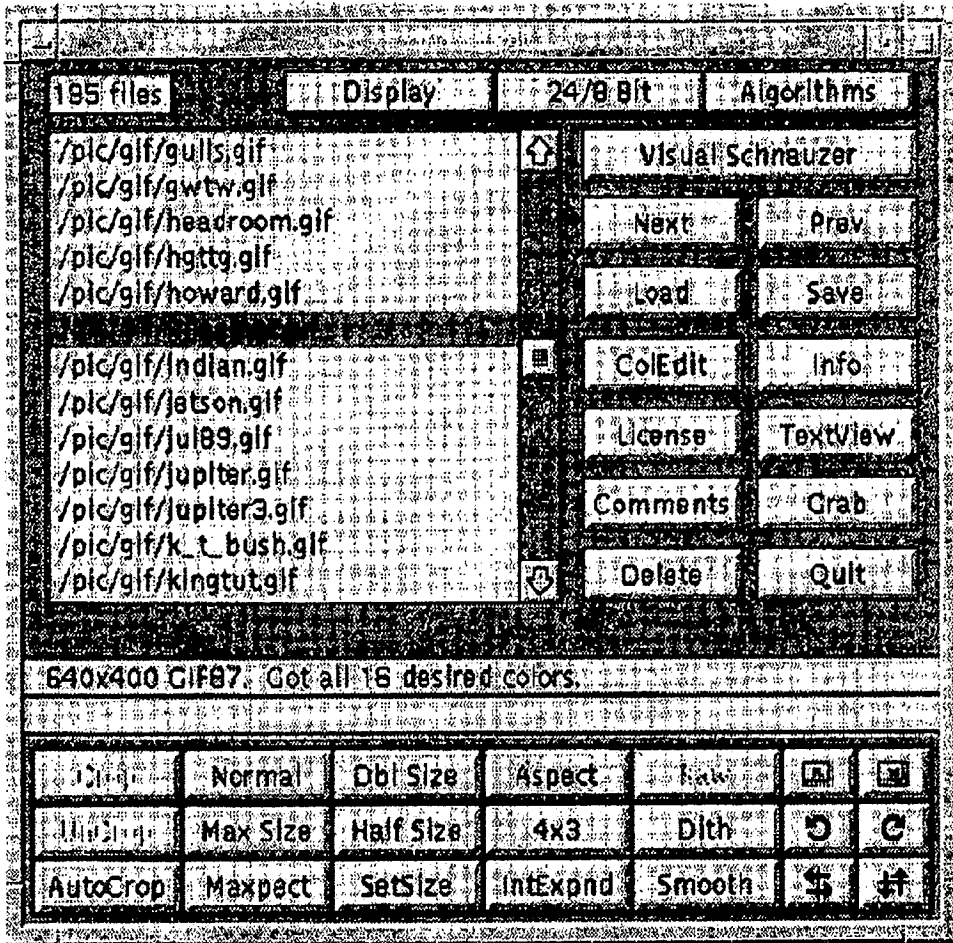 195 files Display 24/8 Bit Algorithms
/pic/gif/gulls.gif
/pic/gif/gwtw.gif
/pic/gif/headroom.gif
/pic/gif/hgttg.gif
/pic/gif/howard.gif
/pic/gif/indian.gif
/pic/gif/jetson.gif
/pic/gif/jul89.gif
/pic/gif/jupiter.gif
/pic/gif/jupiter3.gif
/pic/gif/k_t_bush.gif
/pic/gif/kingtut.gif
Visual Schnauzer
Next Prev
Load Save
ColEdit Info
License TextView
Comments Grab
Delete Quit
640x400 GIF87. Got all 16 desired colors.
Normal Dbl Size Aspect Raw
UnCrop Max Size Half Size 4x3 Dith
AutoCrop Maxpect SetSize IntExpnd Smooth